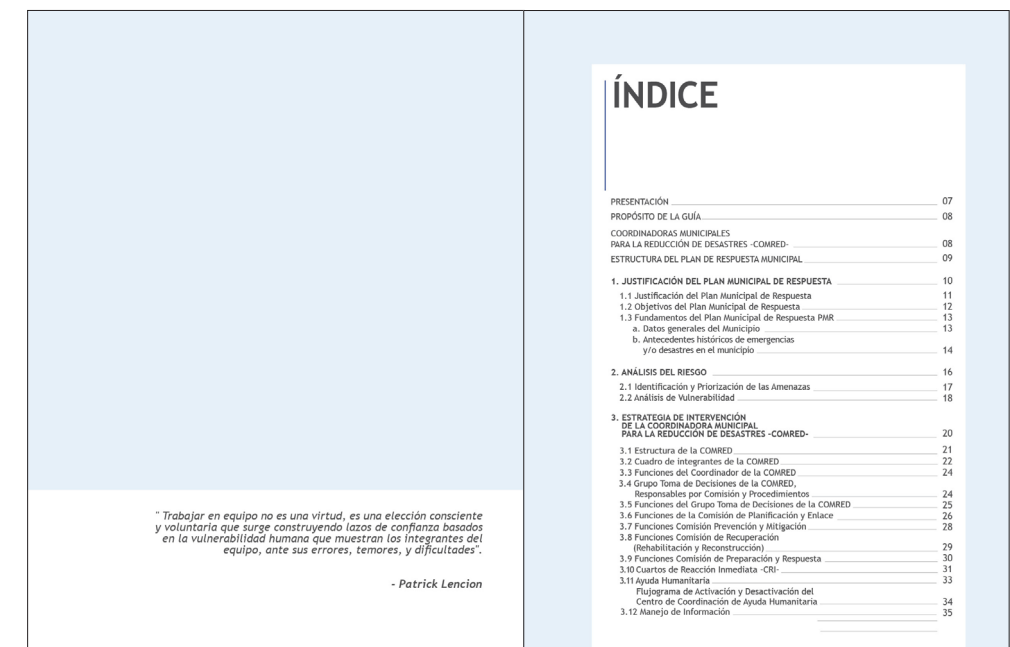 " Trabajar en equipo no es una virtud, es una elección consciente
y voluntaria que surge construyendo lazos de confianza basados
en la vulnerabilidad humana que muestran los integrantes del
equipo, ante sus errores, temores, y dificultades".
- Patrick Lencion
ÍNDICE
PRESENTACIÓN 07
PROPÓSITO DE LA GUÍA 08
COORDINADORAS MUNICIPALES
PARA LA REDUCCIÓN DE DESASTRES -COMRED- 08
ESTRUCTURA DEL PLAN DE RESPUESTA MUNICIPAL 09
1. JUSTIFICACIÓN DEL PLAN MUNICIPAL DE RESPUESTA 10
1.1 Justificación del Plan Municipal de Respuesta 11
1.2 Objetivos del Plan Municipal de Respuesta 12
1.3 Fundamentos del Plan Municipal de Respuesta PMR 13
a. Datos generales del Municipio 13
b. Antecedentes históricos de emergencias
y/o desastres en el municipio 14
2. ANÁLISIS DEL RIESGO 16
2.1 Identificación y Priorización de las Amenazas 17
2.2 Análisis de Vulnerabilidad 18
3. ESTRATEGIA DE INTERVENCIÓN
DE LA COORDINADORA MUNICIPAL
PARA LA REDUCCIÓN DE DESASTRES -COMRED- 20
3.1 Estructura de la COMRED 21
3.2 Cuadro de integrantes de la COMRED 22
3.3 Funciones del Coordinador de la COMRED 24
3.4 Grupo Toma de Decisiones de la COMRED,
Responsables por Comisión y Procedimientos 24
3.5 Funciones del Grupo Toma de Decisiones de la COMRED 25
3.6 Funciones de la Comisión de Planificación y Enlace 26
3.7 Funciones Comisión Prevención y Mitigación 28
3.8 Funciones Comisión de Recuperación
(Rehabilitación y Reconstrucción) 29
3.9 Funciones Comisión de Preparación y Respuesta 30
3.10 Cuartos de Reacción Inmediata -CRI- 31
3.11 Ayuda Humanitaria 33
Flujograma de Activación y Desactivación del
Centro de Coordinación de Ayuda Humanitaria 34
3.12 Manejo de Información 35